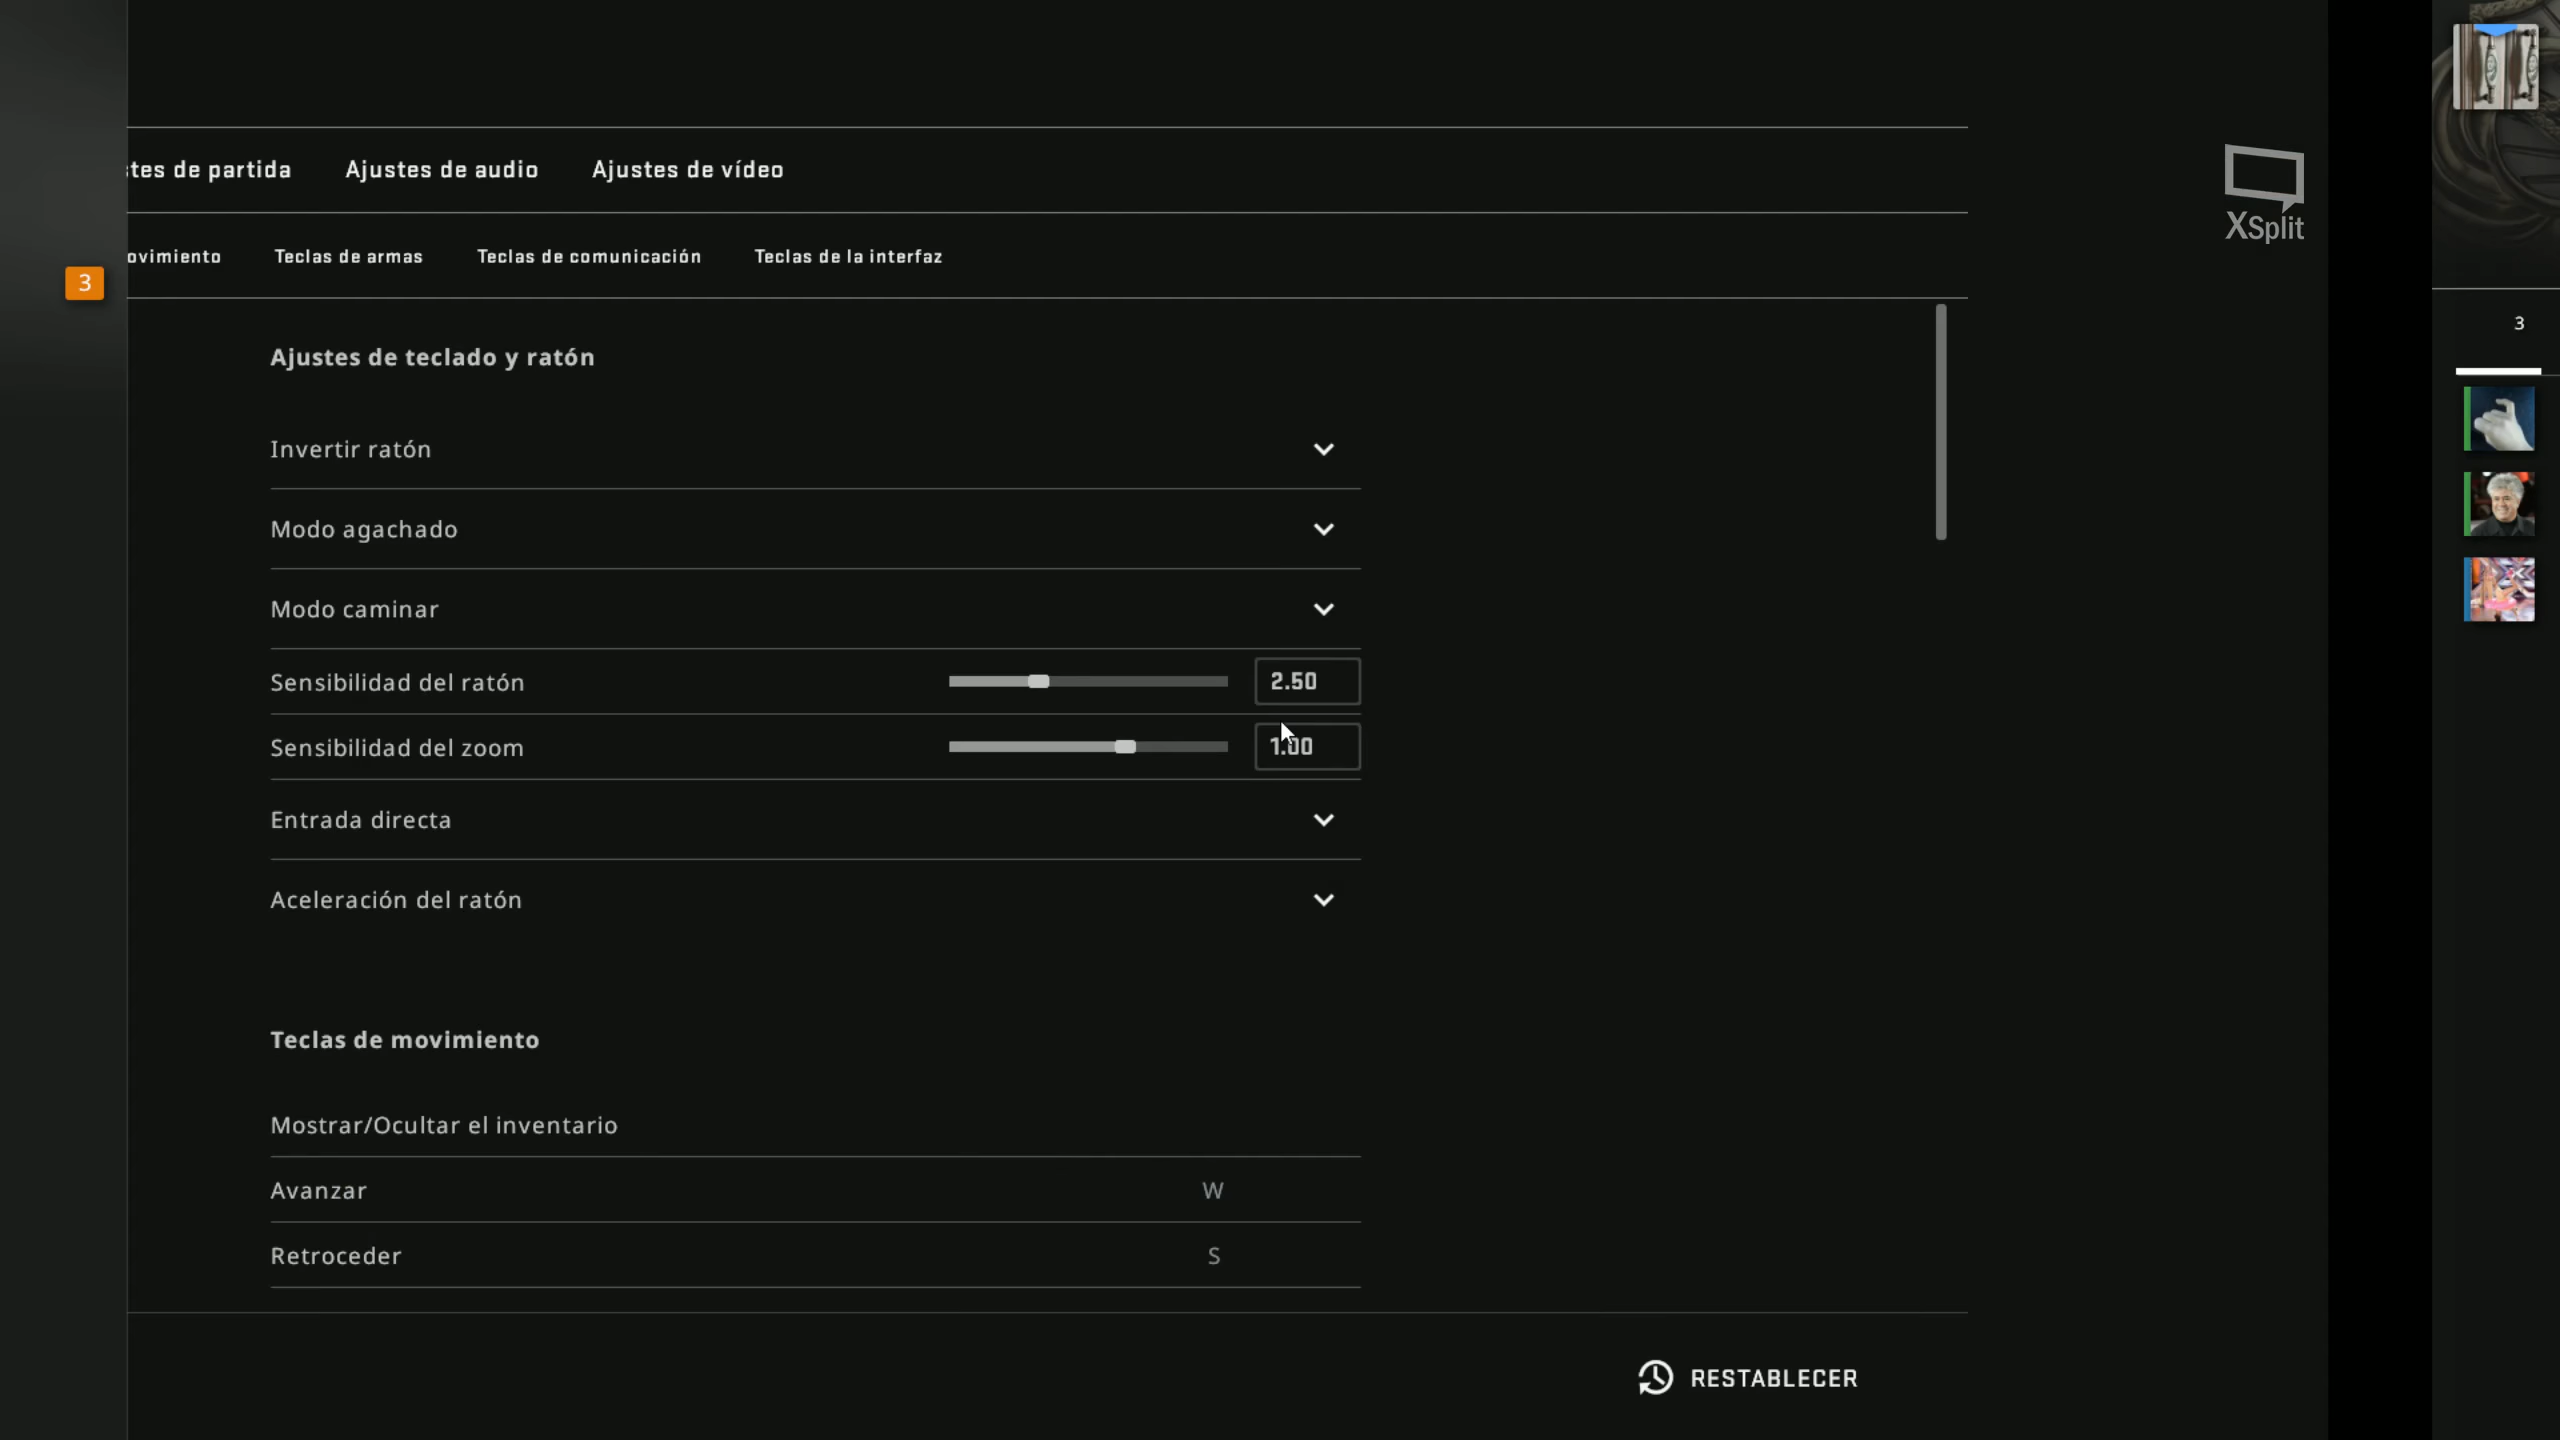 stes de partida Ajustes de audio Ajustes de vídeo
XSplit
ovimiento Teclas de armas Teclas de comunicación Teclas de la interfaz
3
3
Ajustes de teclado y ratón
Invertir ratón
Modo agachado
Modo caminar
Sensibilidad del ratón 2.50
Sensibilidad del zoom 1.00
Entrada directa
Aceleración del ratón
Teclas de movimiento
Mostrar/Ocultar el inventario
Avanzar W
Retroceder S
RESTABLECER